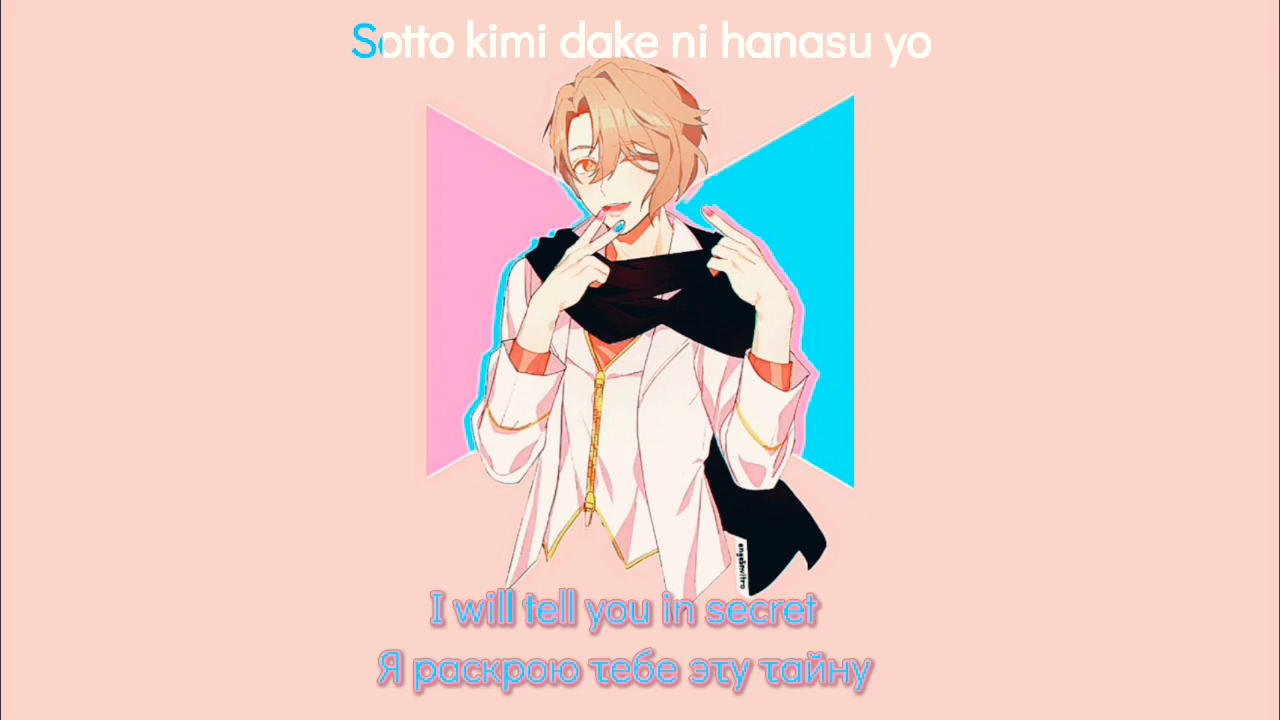 Sotto kimi dake ni hanasu yo
I will tell you in secret
Я раскрою тебе эту тайну